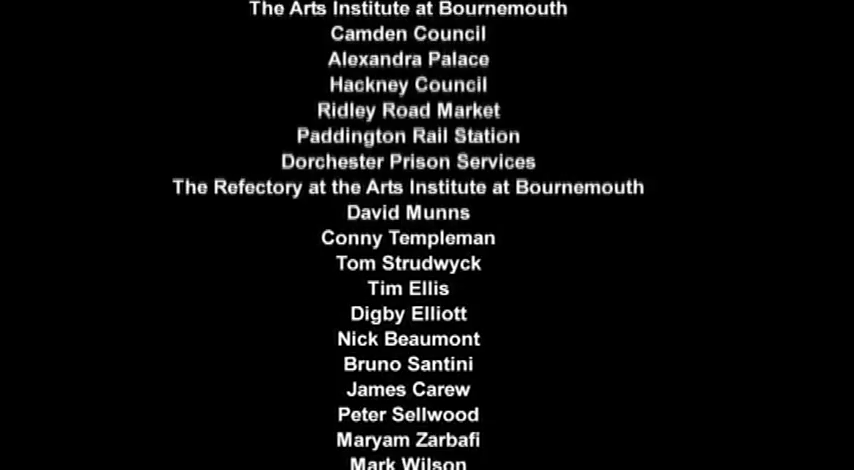 The Arts Institute at Bournemouth
Camden Council
Alexandra Palace
Hackney Council
Ridley Road Market
Paddington Rail Station
Dorchester Prison Services
The Refectory at the Arts Institute at Bournemouth
David Munns
Conny Templeman
Tom Strudwyck
Tim Ellis
Digby Elliott
Nick Beaumont
Bruno Santini
James Carew
Peter Sellwood
Maryam Zarbafi
Mark Wilson